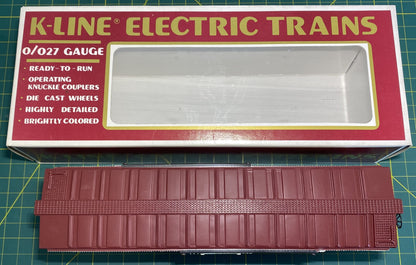 K-LINE® ELECTRIC TRAINS
O/027 GAUGE
· READY-TO-RUN
· OPERATING
KNUCKLE COUPLERS
· DIE CAST WHEELS
· HIGHLY DETAILED
· BRIGHTLY COLORED